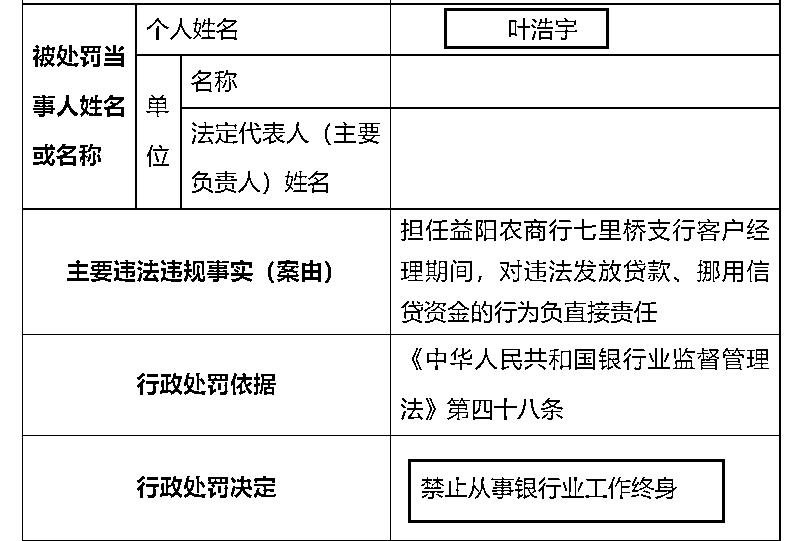 被处罚当
事人姓名
或名称
个人姓名
叶浩宇
单
位
名称
法定代表人（主要
负责人）姓名
主要违法违规事实（案由）
担任益阳农商行七里桥支行客户经
理期间，对违法发放贷款、挪用信
贷资金的行为负直接责任
行政处罚依据
《中华人民共和国银行业监督管理
法》第四十八条
行政处罚决定
禁止从事银行业工作终身